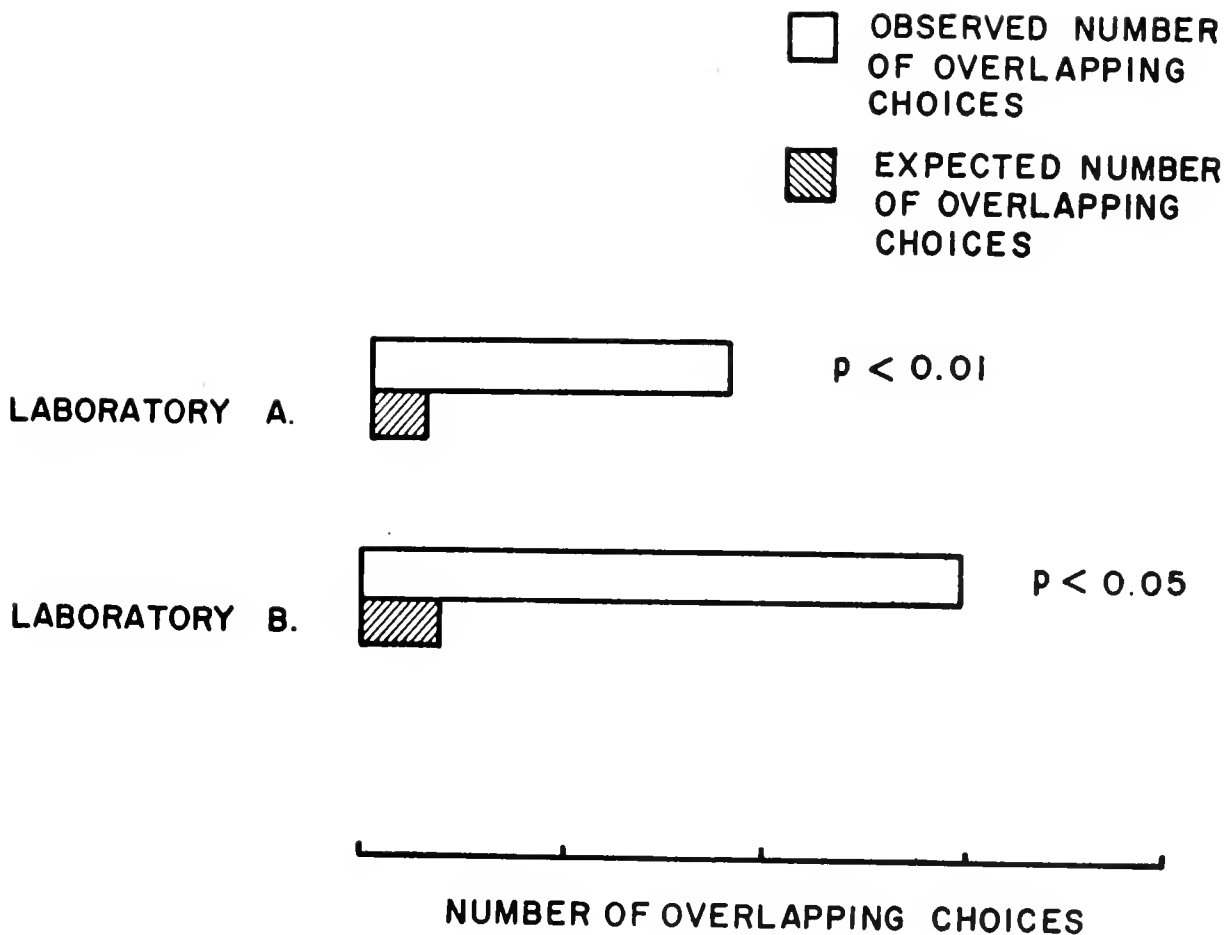 OBSERVED NUMBER
OF OVERLAPPING
CHOICES
EXPECTED NUMBER
OF OVERLAPPING
CHOICES
p < 0.01
LABORATORY A.
p < 0.05
LABORATORY B.
NUMBER OF OVERLAPPING CHOICES